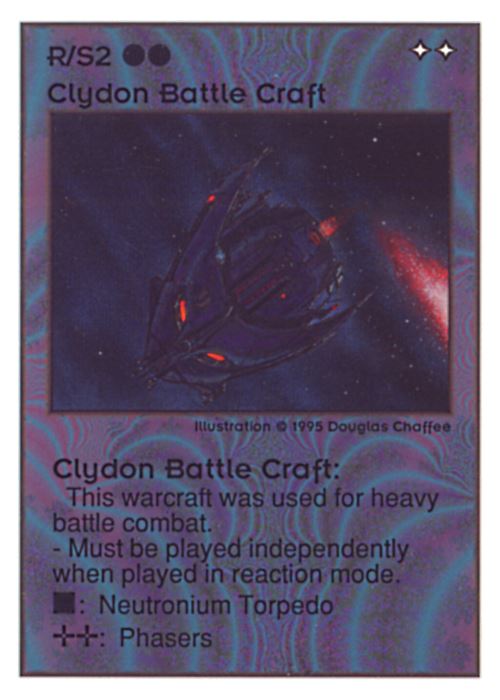 R/S2
Clydon Battle Craft
Illustration © 1995 Douglas Chaffee
Clydon Battle Craft:
This warcraft was used for heavy
battle combat.
- Must be played independently
when played in reaction mode.
: Neutronium Torpedo
: Phasers